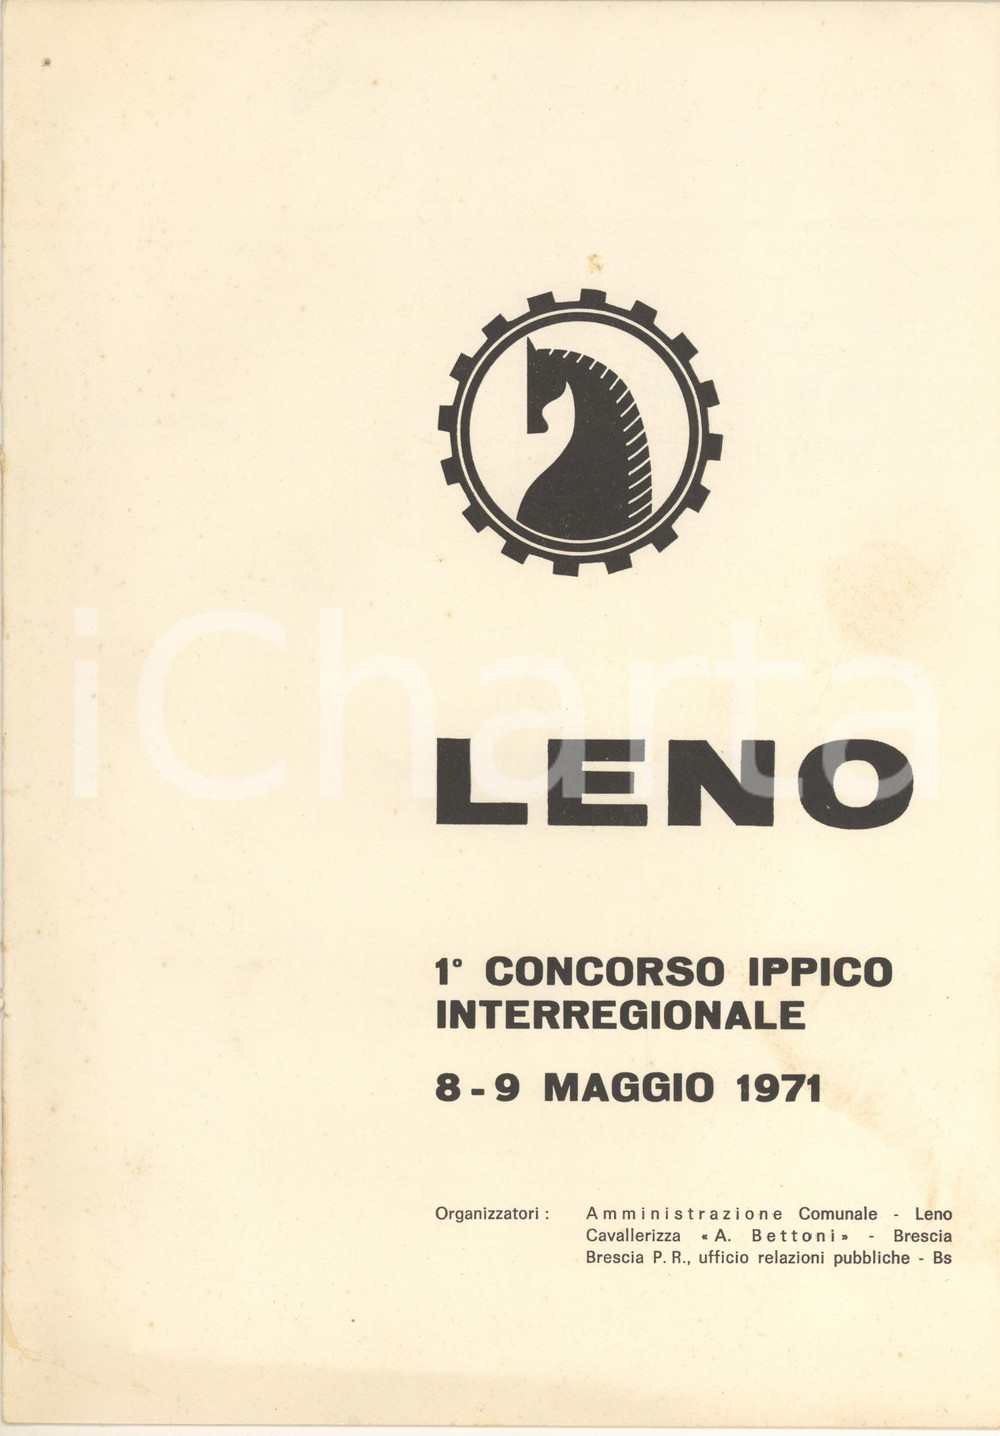 iCharta
LENO
1° CONCORSO IPPICO
INTERREGIONALE
8-9 MAGGIO 1971
Organizzatori : Amministrazione Comunale - Leno
Cavallerizza «A. Bettoni» - Brescia
Brescia P.R., ufficio relazioni pubbliche - Bs